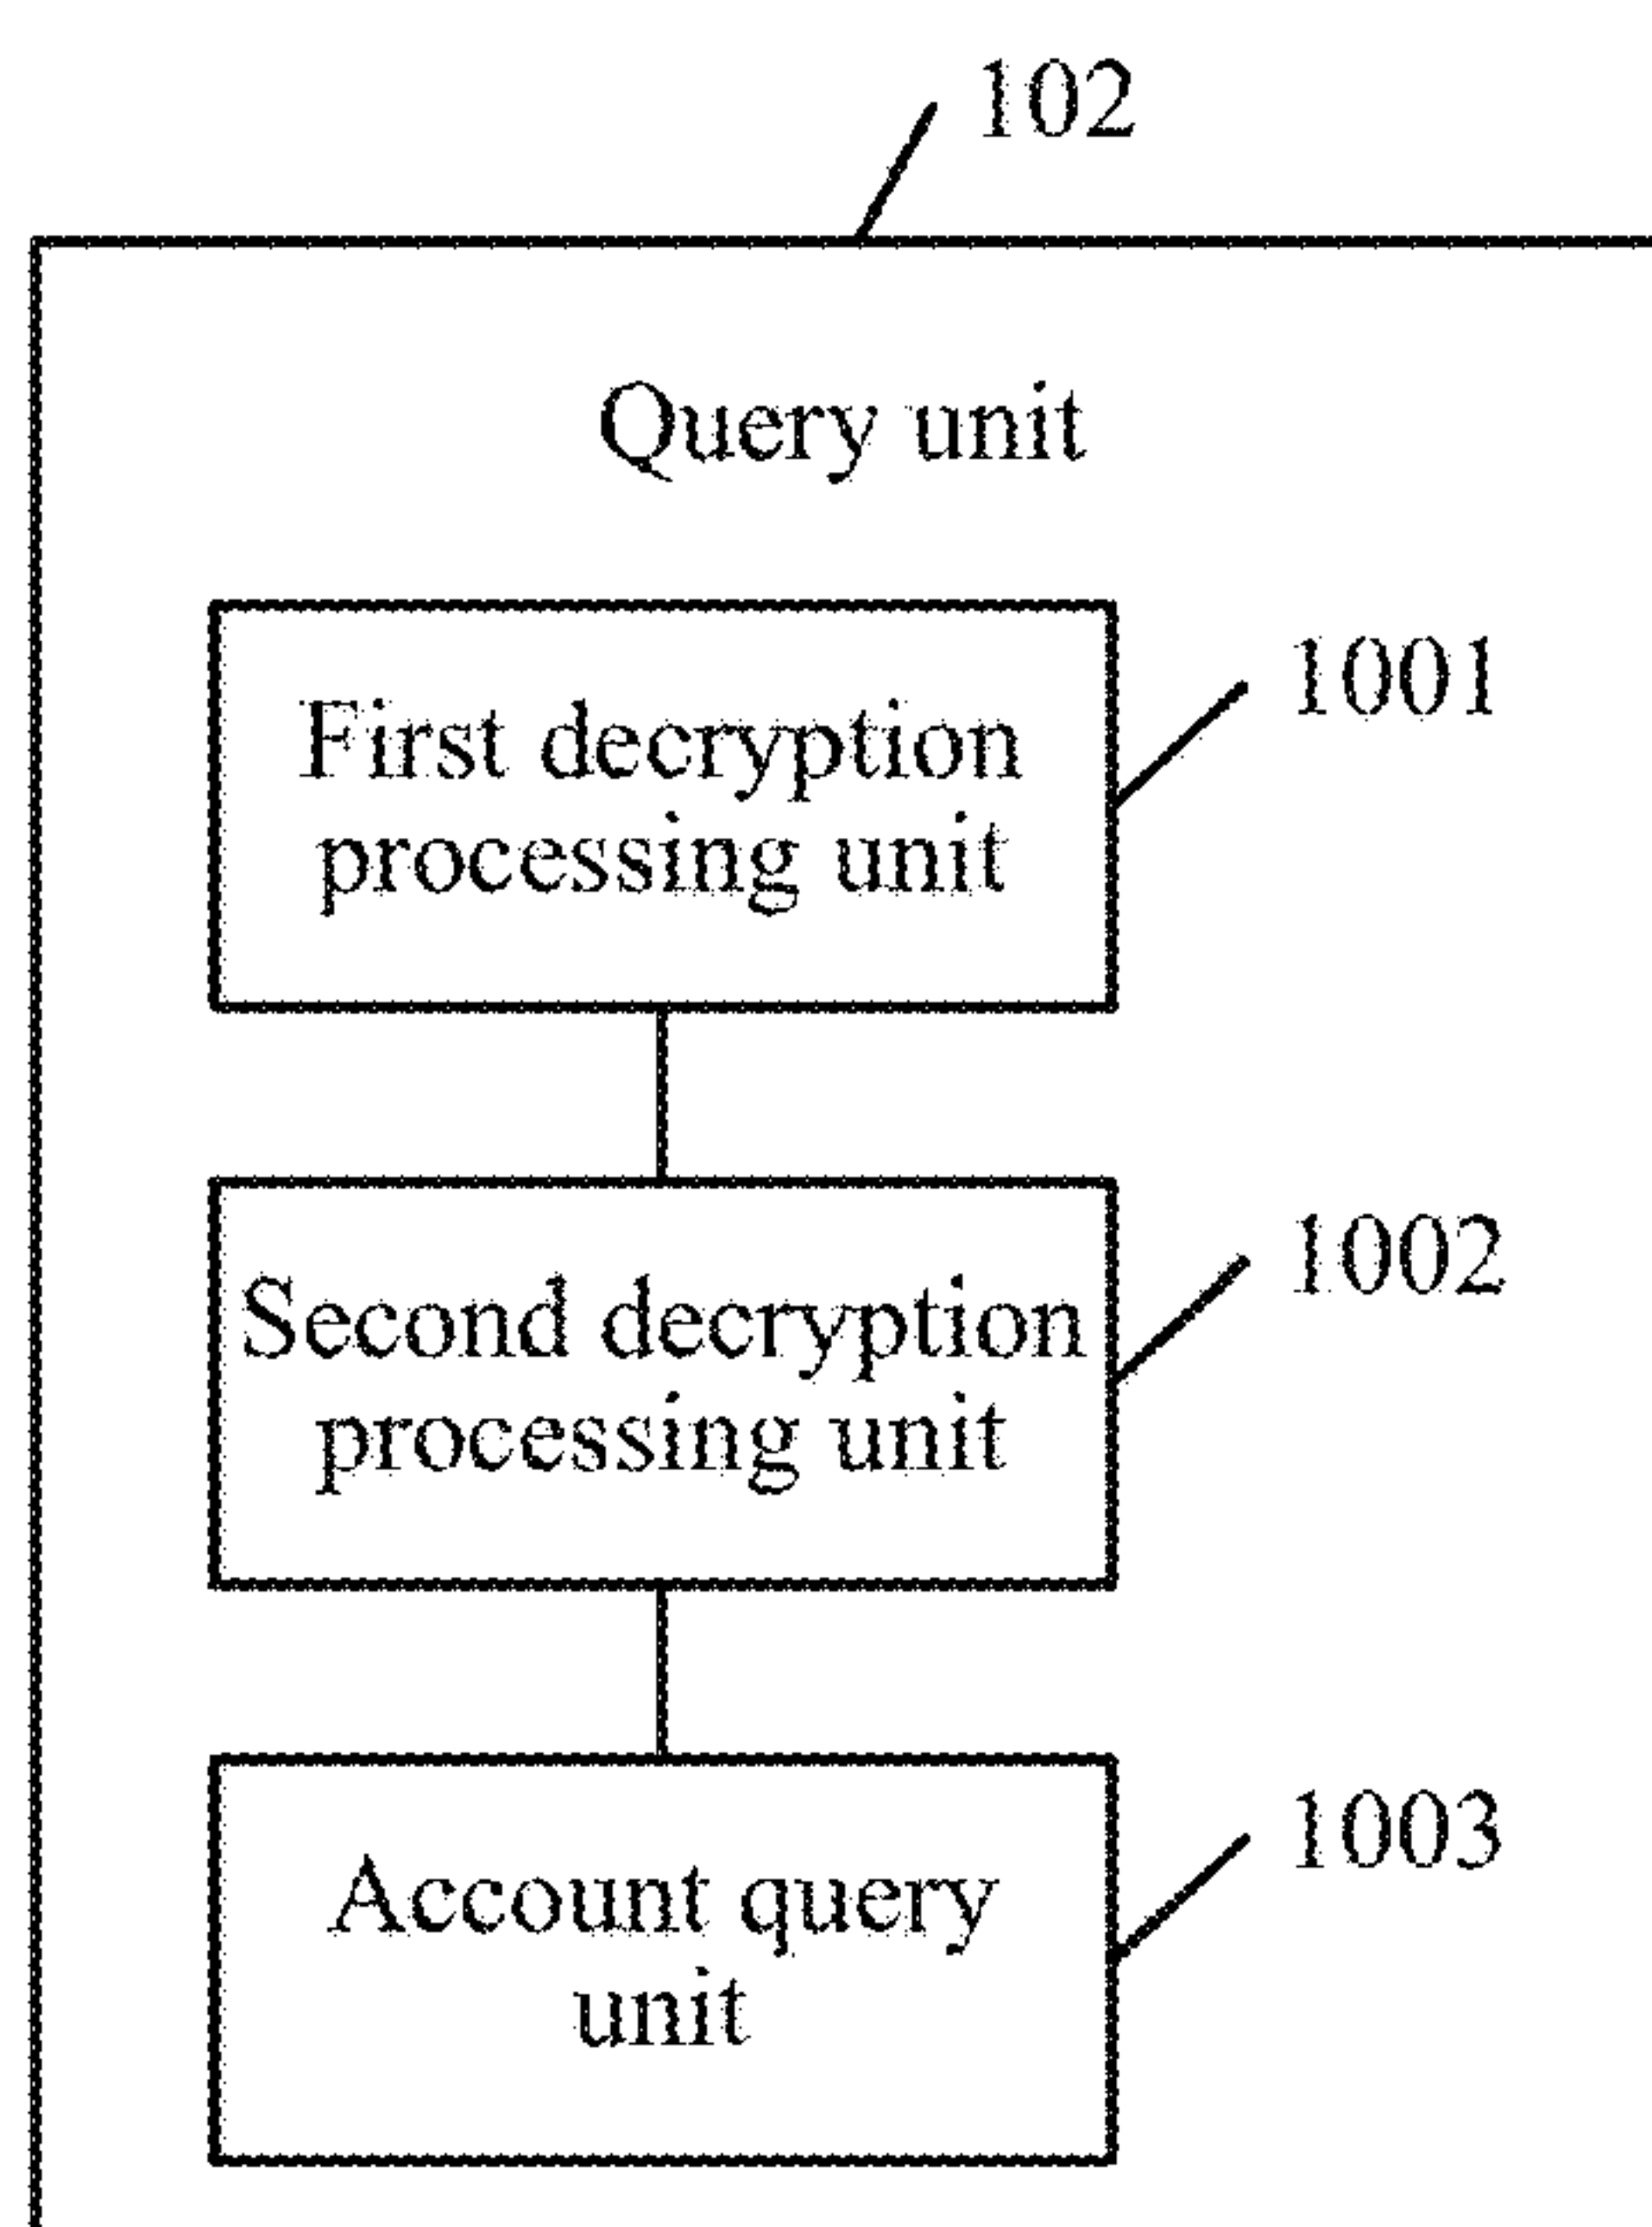 102
Query unit
First decryption
processing unit
1001
Second decryption
processing unit
1002
Account query
unit
1003